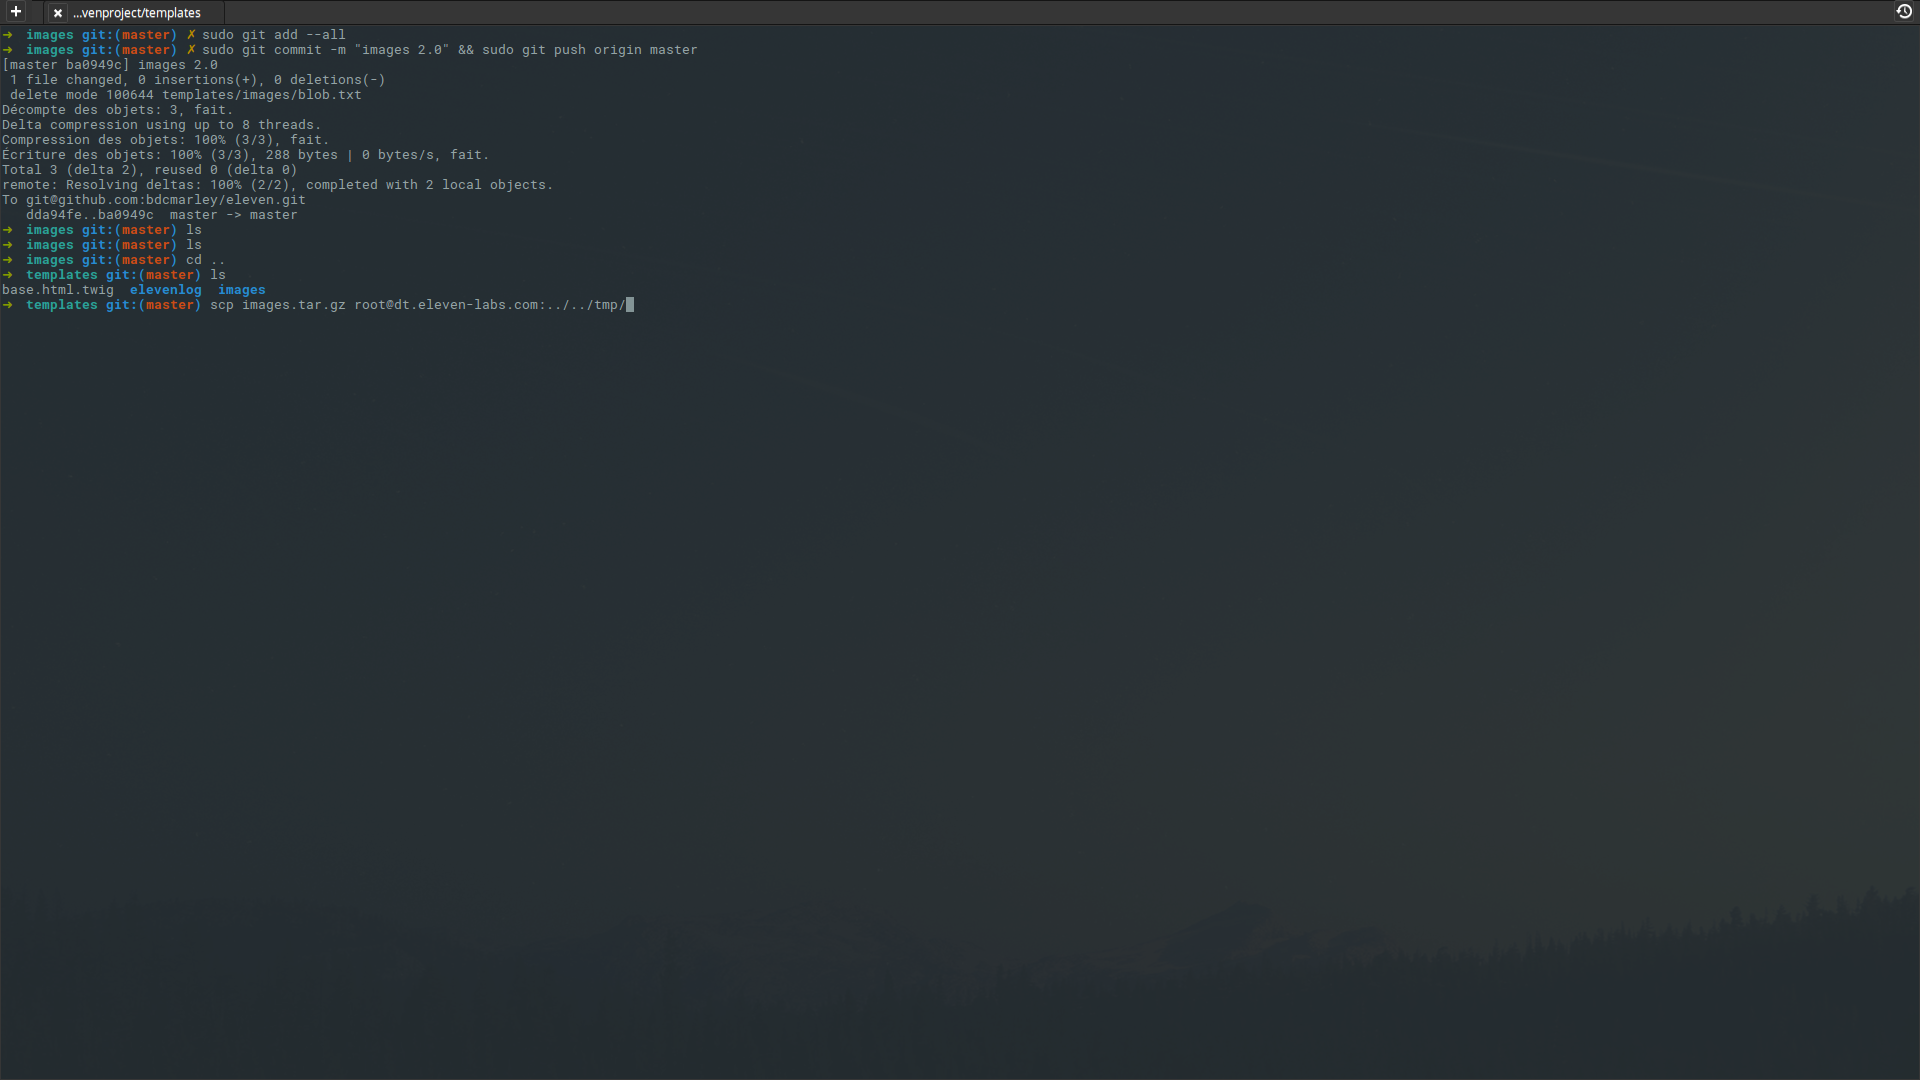 ...venproject/templates
➜  images git:(master) ✗ sudo git add --all
➜  images git:(master) ✗ sudo git commit -m "images 2.0" && sudo git push origin master
[master ba0949c] images 2.0
 1 file changed, 0 insertions(+), 0 deletions(-)
 delete mode 100644 templates/images/blob.txt
Décompte des objets: 3, fait.
Delta compression using up to 8 threads.
Compression des objets: 100% (3/3), fait.
Écriture des objets: 100% (3/3), 288 bytes | 0 bytes/s, fait.
Total 3 (delta 2), reused 0 (delta 0)
remote: Resolving deltas: 100% (2/2), completed with 2 local objects.
To git@github.com:bdcmarley/eleven.git
   dda94fe..ba0949c  master -> master
➜  images git:(master) ls
➜  images git:(master) ls
➜  images git:(master) cd ..
➜  templates git:(master) ls
base.html.twig  elevenlog  images
➜  templates git:(master) scp images.tar.gz root@dt.eleven-labs.com:../../tmp/